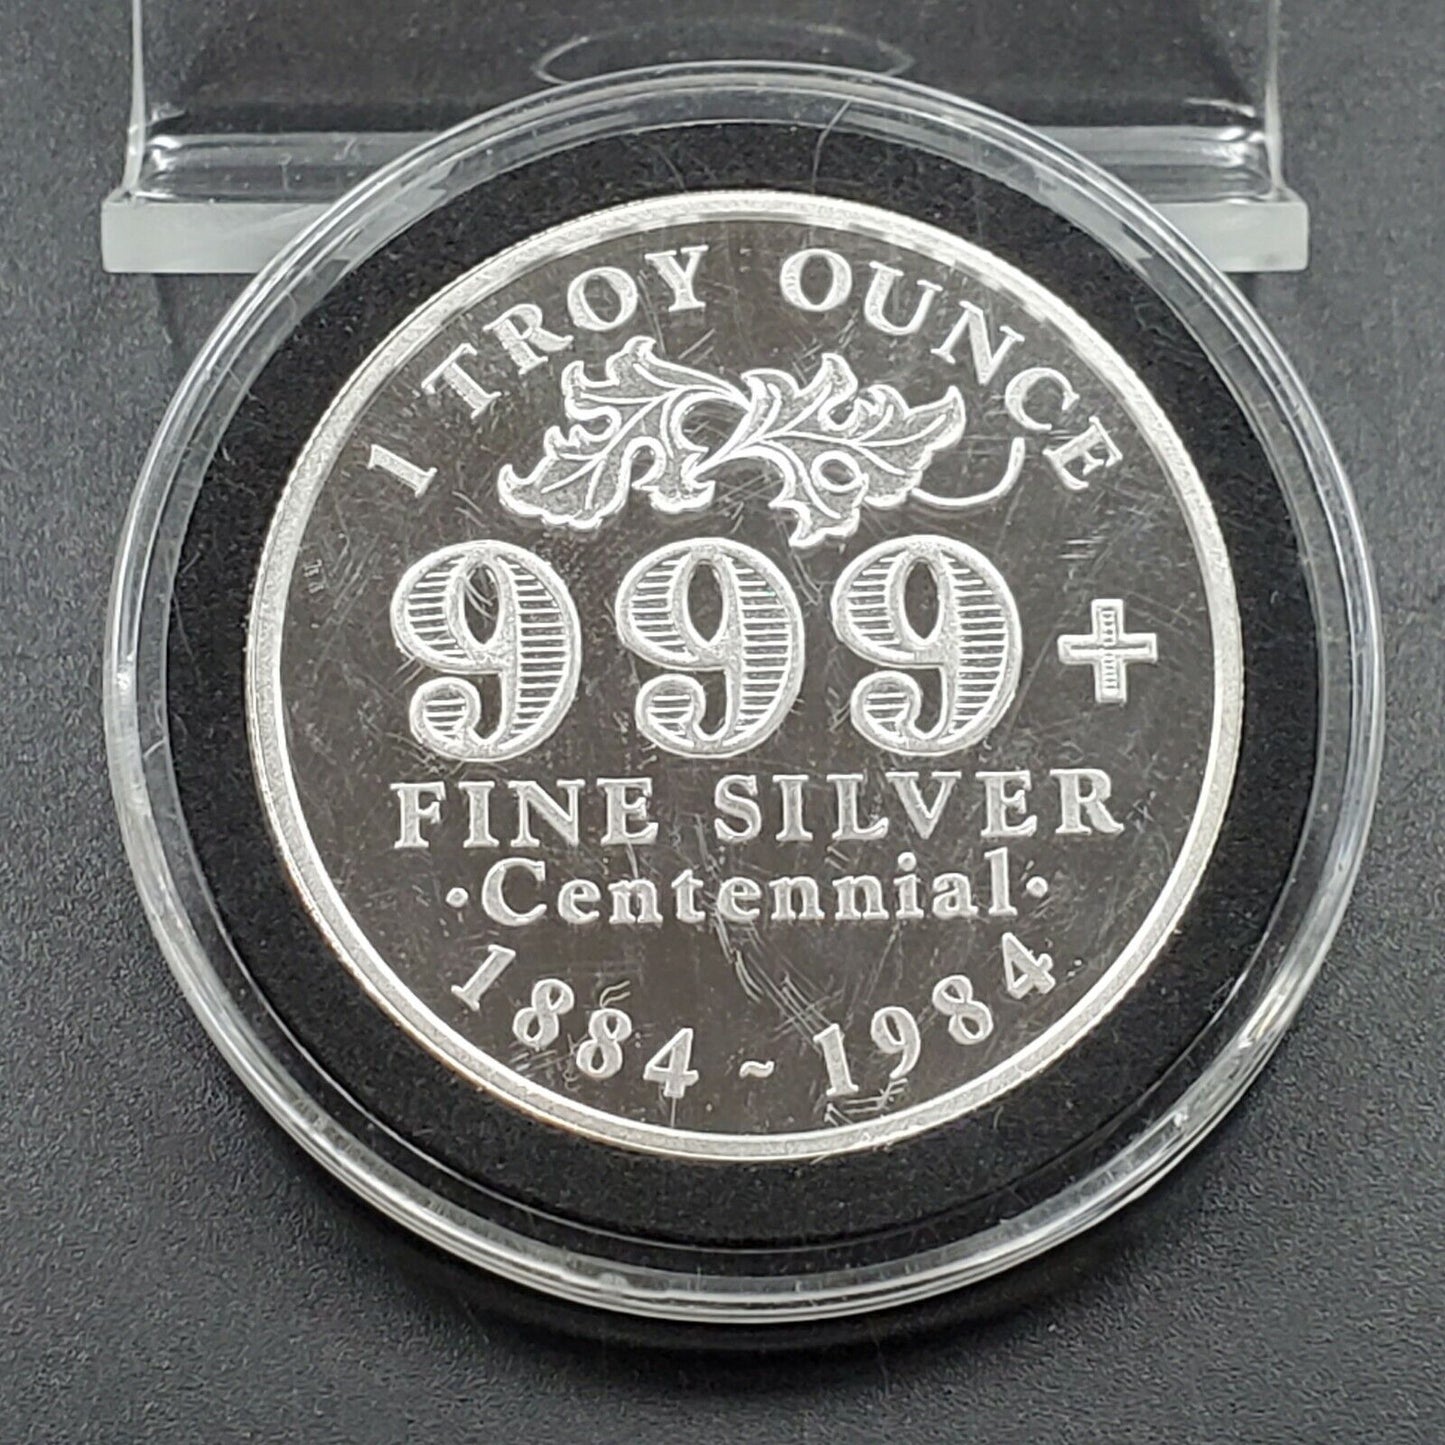 1 TROY OUNCE
999+
FINE SILVER
·Centennial·
1884~1984